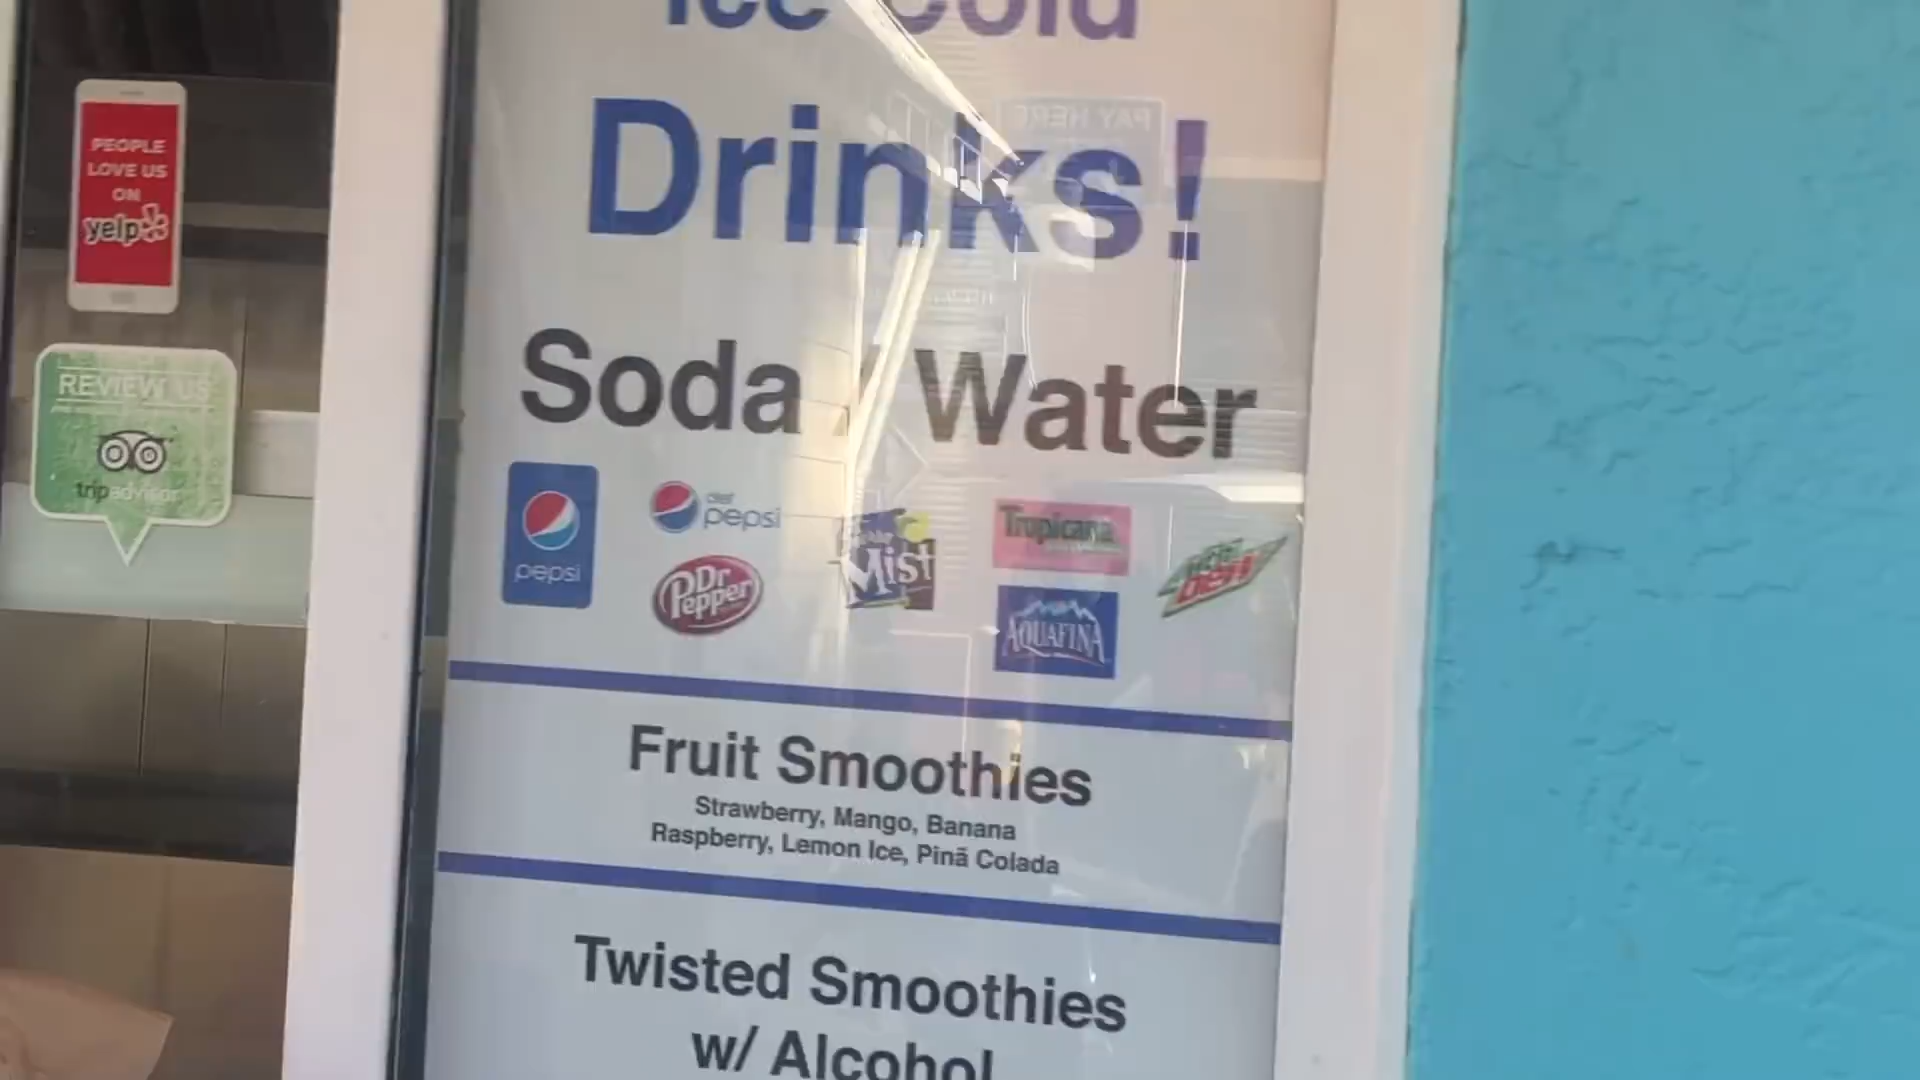 Ice Cold
Drinks!
PAY HERE
PEOPLE
LOVE US
ON
yelp
REVIEW US
tripadvisor
Soda / Water
pepsi
diet
pepsi
Dr
Pepper
Mist
Tropicana
AQUAFINA
Mtn
Dew
Fruit Smoothies
Strawberry, Mango, Banana
Raspberry, Lemon Ice, Pinã Colada
Twisted Smoothies
w/ Alcohol